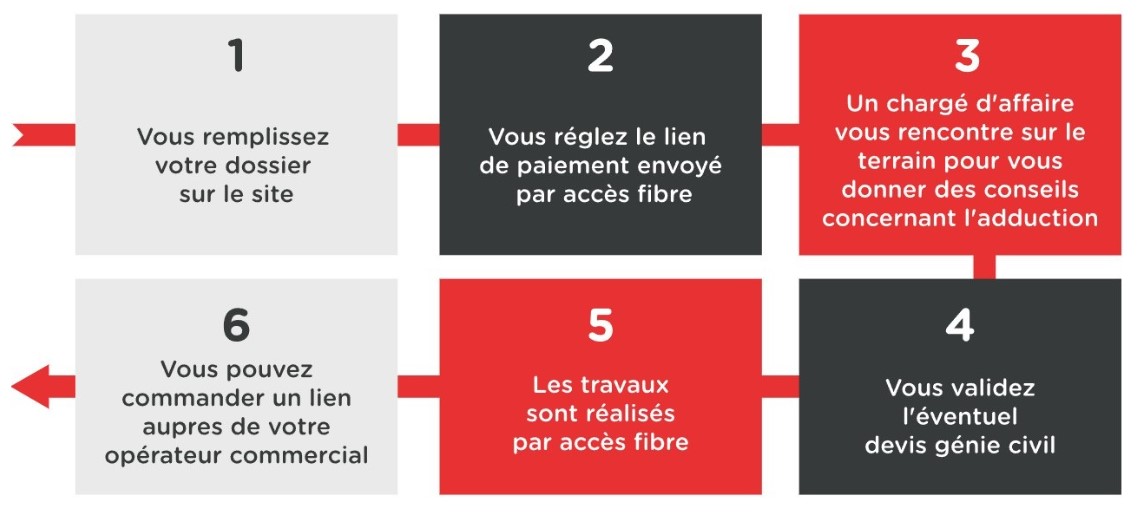 1
Vous remplissez
votre dossier
sur le site
2
Vous réglez le lien
de paiement envoyé
par accès fibre
3
Un chargé d'affaire
vous rencontre sur le
terrain pour vous
donner des conseils
concernant l'adduction
4
Vous validez
l'éventuel
devis génie civil
5
Les travaux
sont réalisés
par accès fibre
6
Vous pouvez
commander un lien
aupres de votre
opérateur commercial